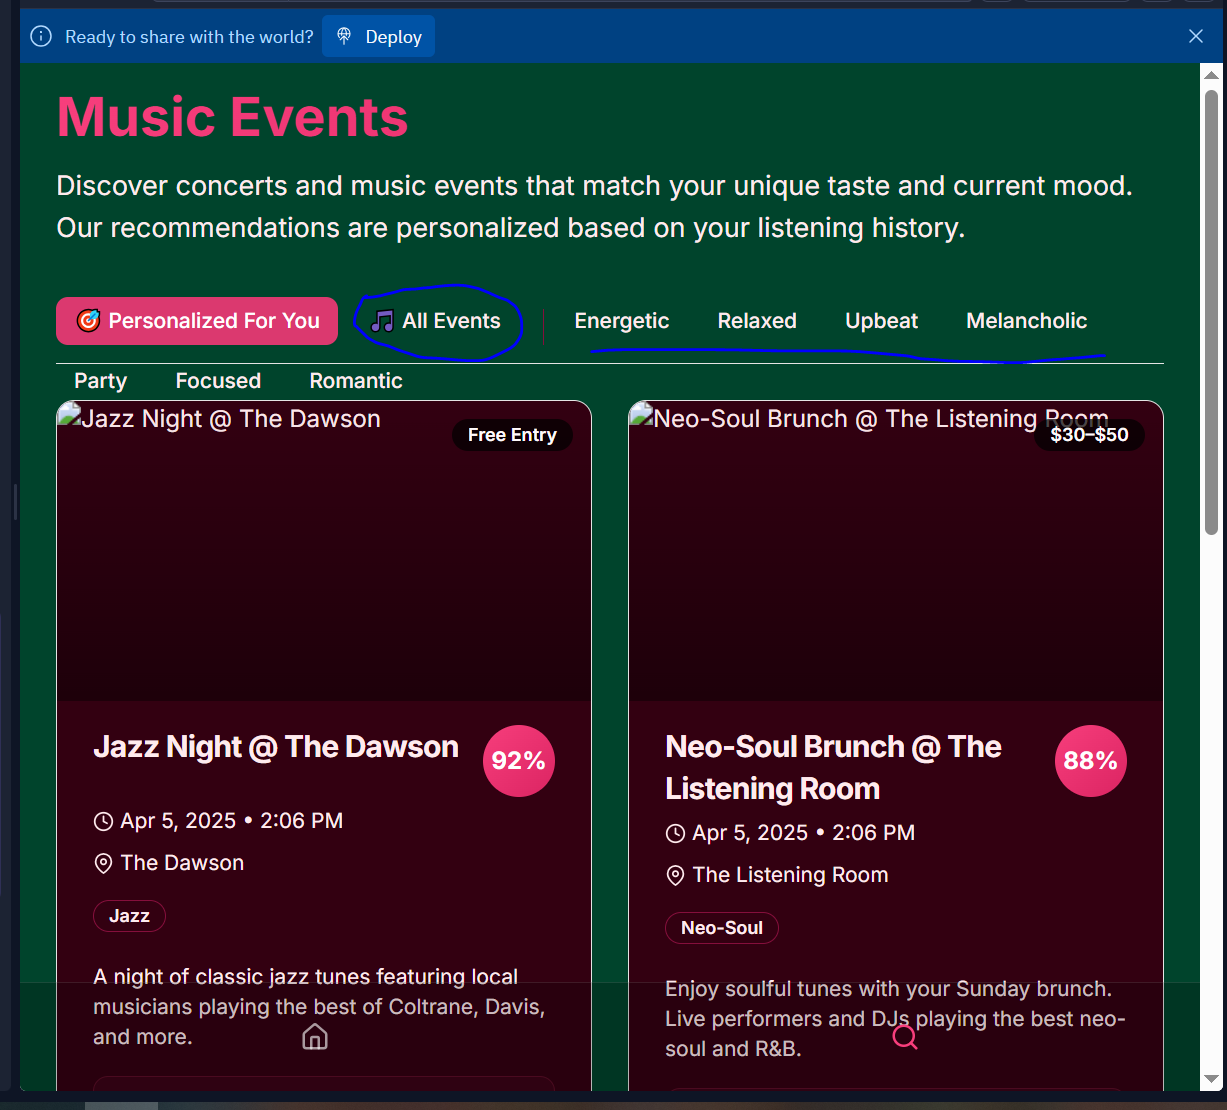 Ready to share with the world? Deploy
Music Events
Discover concerts and music events that match your unique taste and current mood.
Our recommendations are personalized based on your listening history.
🎯 Personalized For You 🎵 All Events Energetic Relaxed Upbeat Melancholic
Party Focused Romantic
Jazz Night @ The Dawson
Free Entry
Jazz Night @ The Dawson
92%
Apr 5, 2025 • 2:06 PM
The Dawson
Jazz
A night of classic jazz tunes featuring local
musicians playing the best of Coltrane, Davis,
and more.
Neo-Soul Brunch @ The Listening Room
$30–$50
Neo-Soul Brunch @ The
Listening Room
88%
Apr 5, 2025 • 2:06 PM
The Listening Room
Neo-Soul
Enjoy soulful tunes with your Sunday brunch.
Live performers and DJs playing the best neo-
soul and R&B.